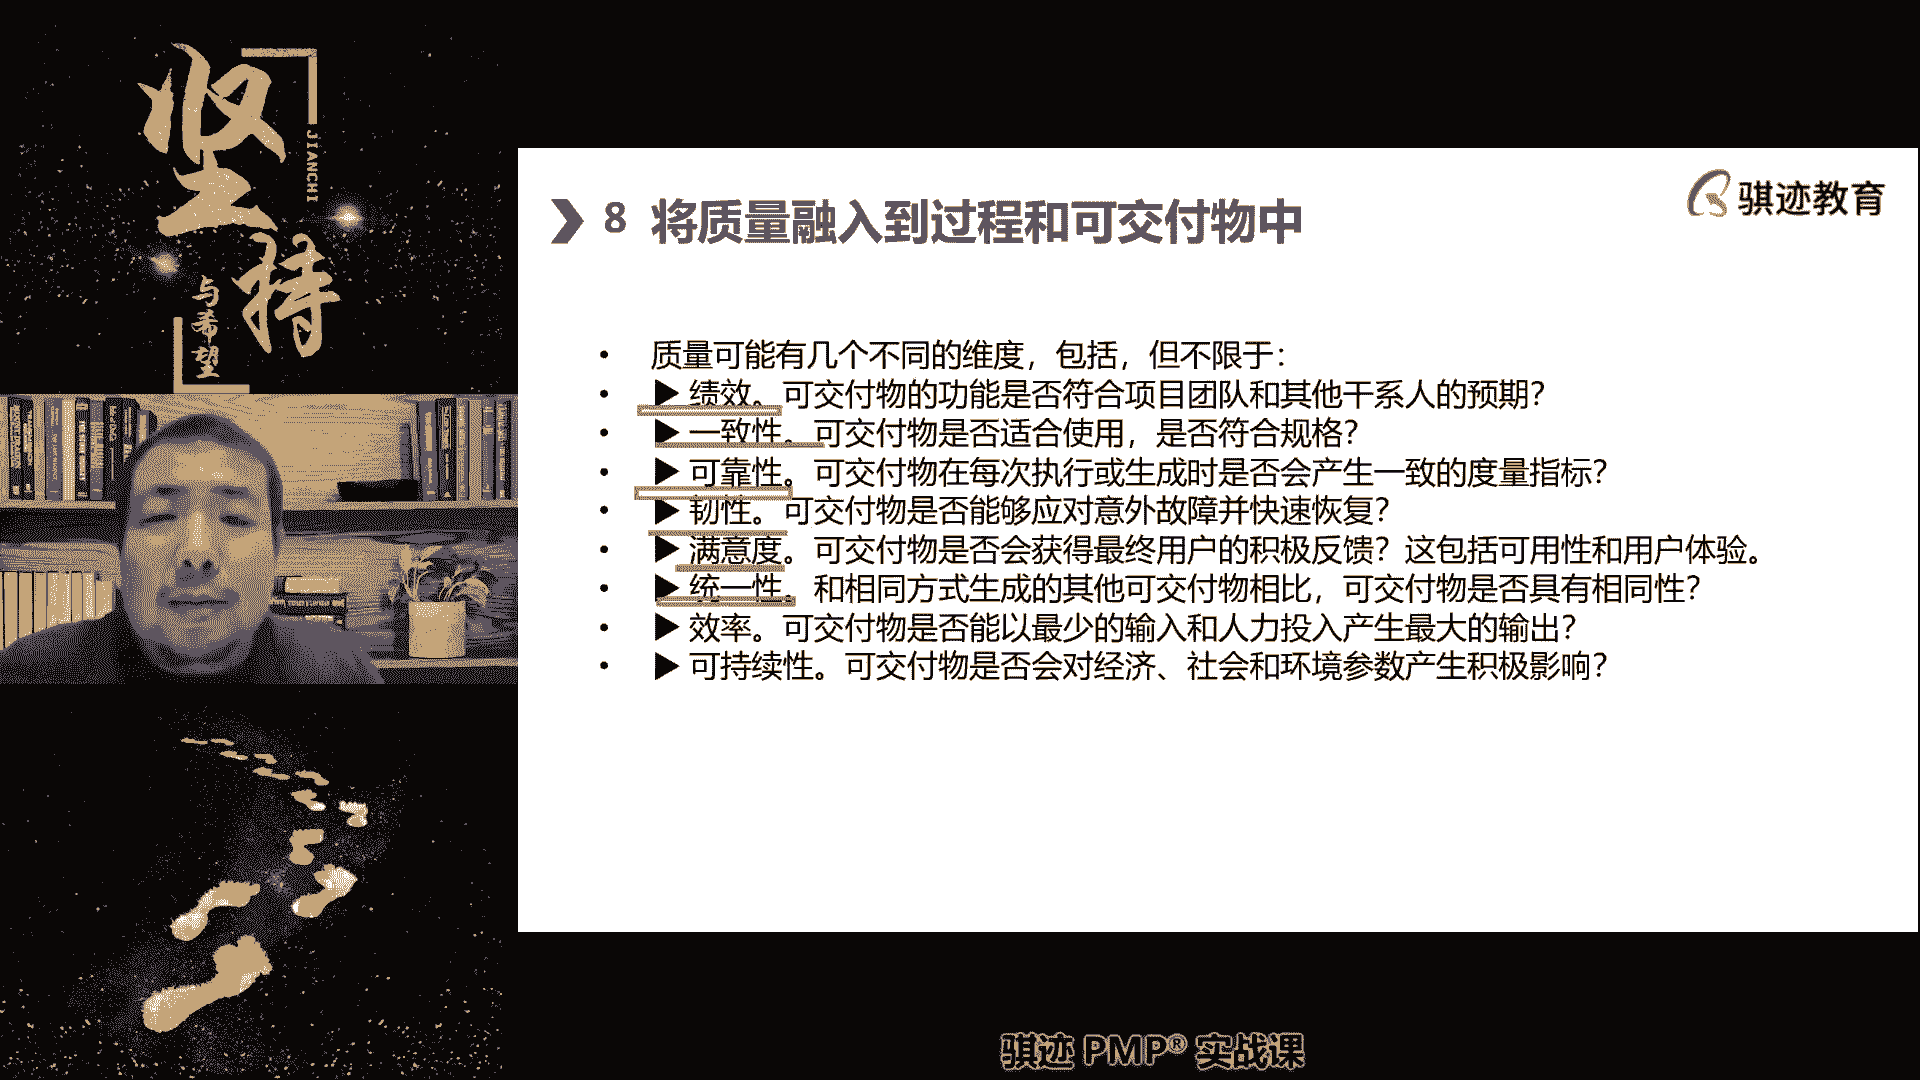 坚持
JIANCHI
与希望
骐迹教育
8 将质量融入到过程和可交付物中
• 质量可能有几个不同的维度，包括，但不限于：
• ▶ 绩效。可交付物的功能是否符合项目团队和其他干系人的预期？
• ▶ 一致性。可交付物是否适合使用，是否符合规格？
• ▶ 可靠性。可交付物在每次执行或生成时是否会产生一致的度量指标？
• ▶ 韧性。可交付物是否能够应对意外故障并快速恢复？
• ▶ 满意度。可交付物是否会获得最终用户的积极反馈？这包括可用性和用户体验。
• ▶ 统一性。和相同方式生成的其他可交付物相比，可交付物是否具有相同性？
• ▶ 效率。可交付物是否能以最少的输入和人力投入产生最大的输出？
• ▶ 可持续性。可交付物是否会对经济、社会和环境参数产生积极影响？
骐迹 PMP® 实战课